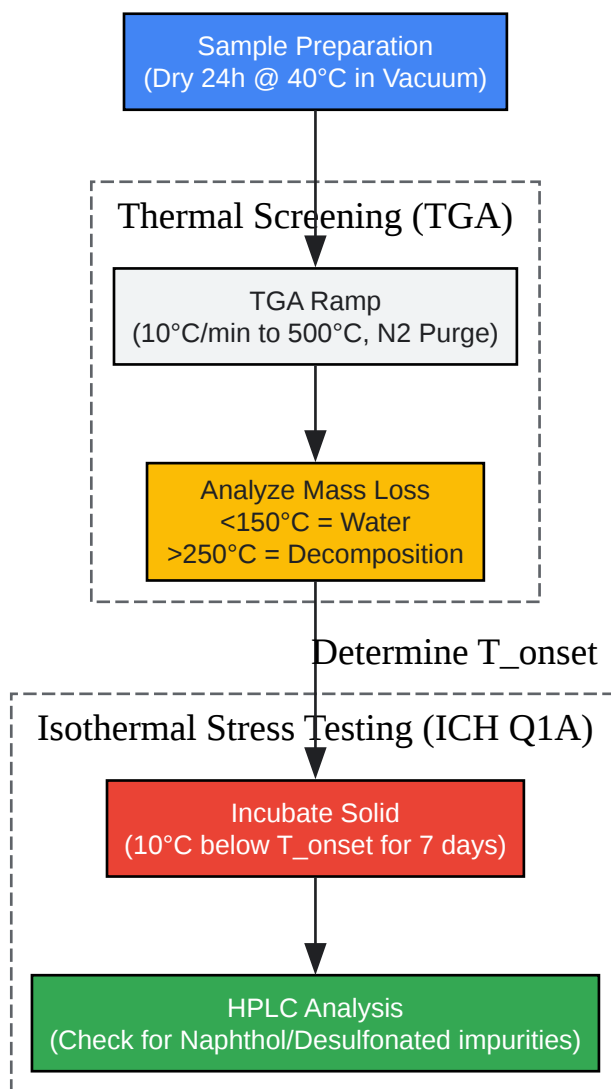 Sample Preparation
(Dry 24h @ 40°C in Vacuum)
Thermal Screening (TGA)
TGA Ramp
(10°C/min to 500°C, N2 Purge)
Analyze Mass Loss
<150°C = Water
>250°C = Decomposition
Determine T_onset
Isothermal Stress Testing (ICH Q1A)
Incubate Solid
(10°C below T_onset for 7 days)
HPLC Analysis
(Check for Naphthol/Desulfonated impurities)